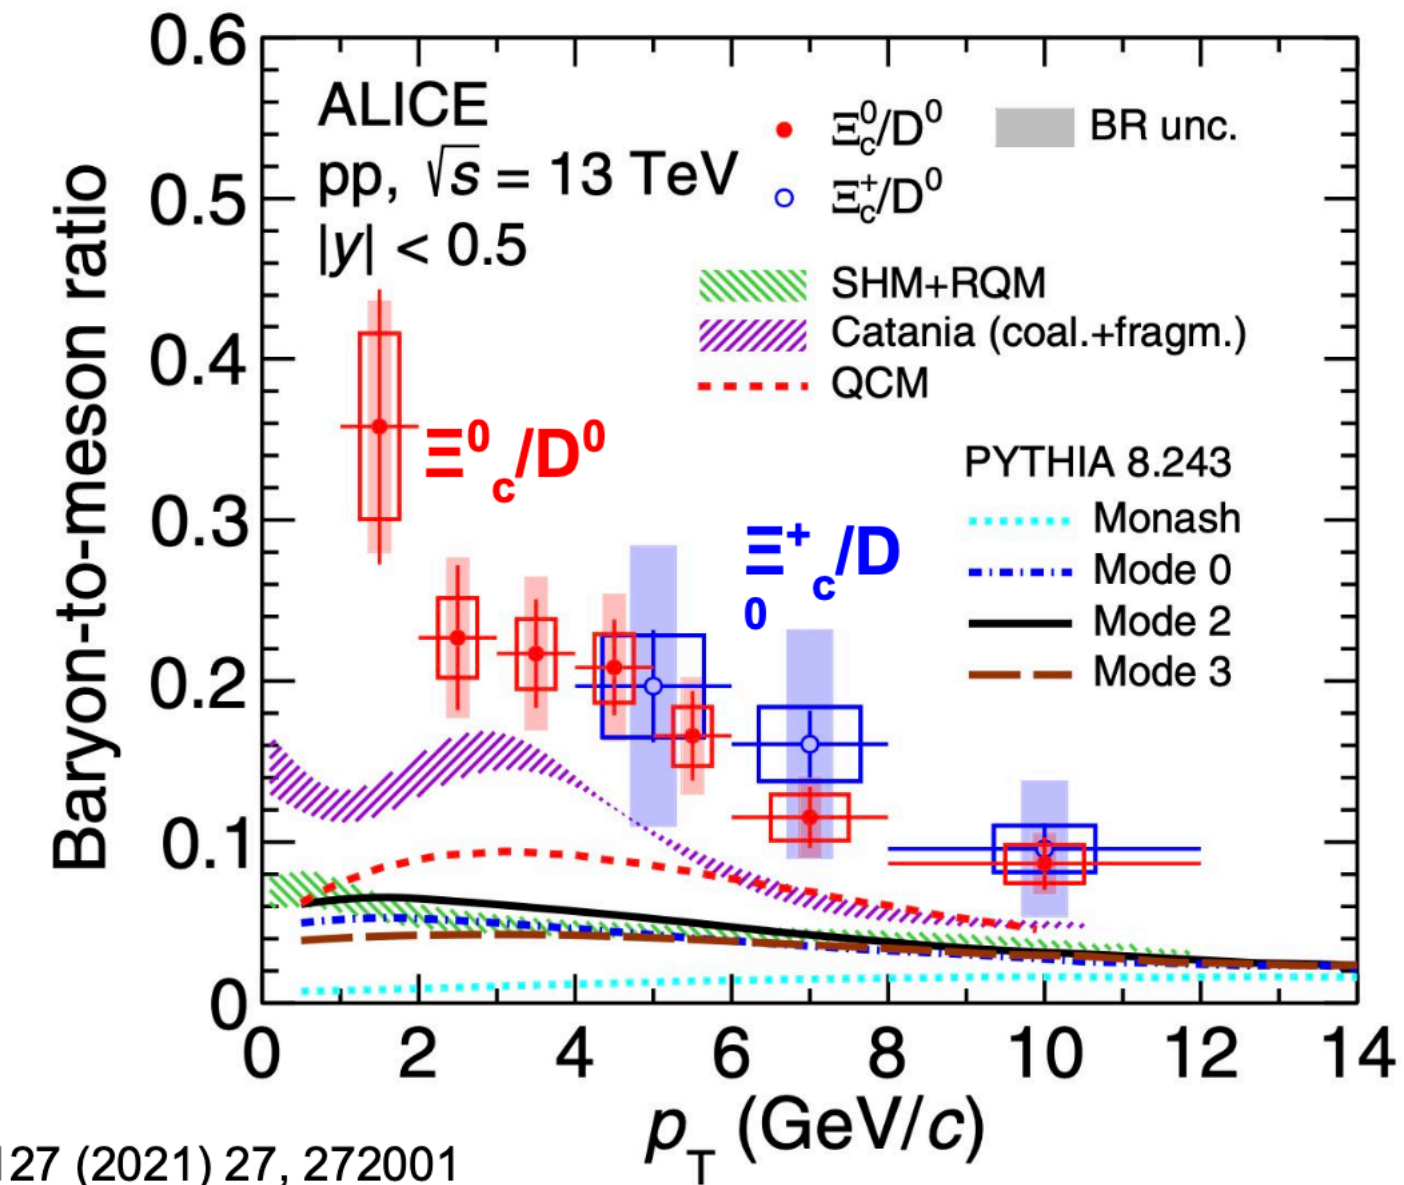 0.6
0.5
0.4
0.3
0.2
0.1
0
Baryon-to-meson ratio
ALICE
pp, √s = 13 TeV
|y| < 0.5
Ξ⁰c/D⁰
Ξ⁺c/D⁰
BR unc.
SHM+RQM
Catania (coal.+fragm.)
QCM
PYTHIA 8.243
Monash
Mode 0
Mode 2
Mode 3
Ξ⁰c/D⁰
Ξ⁺c/D
0
0 2 4 6 8 10 12 14
pT (GeV/c)
127 (2021) 27, 272001